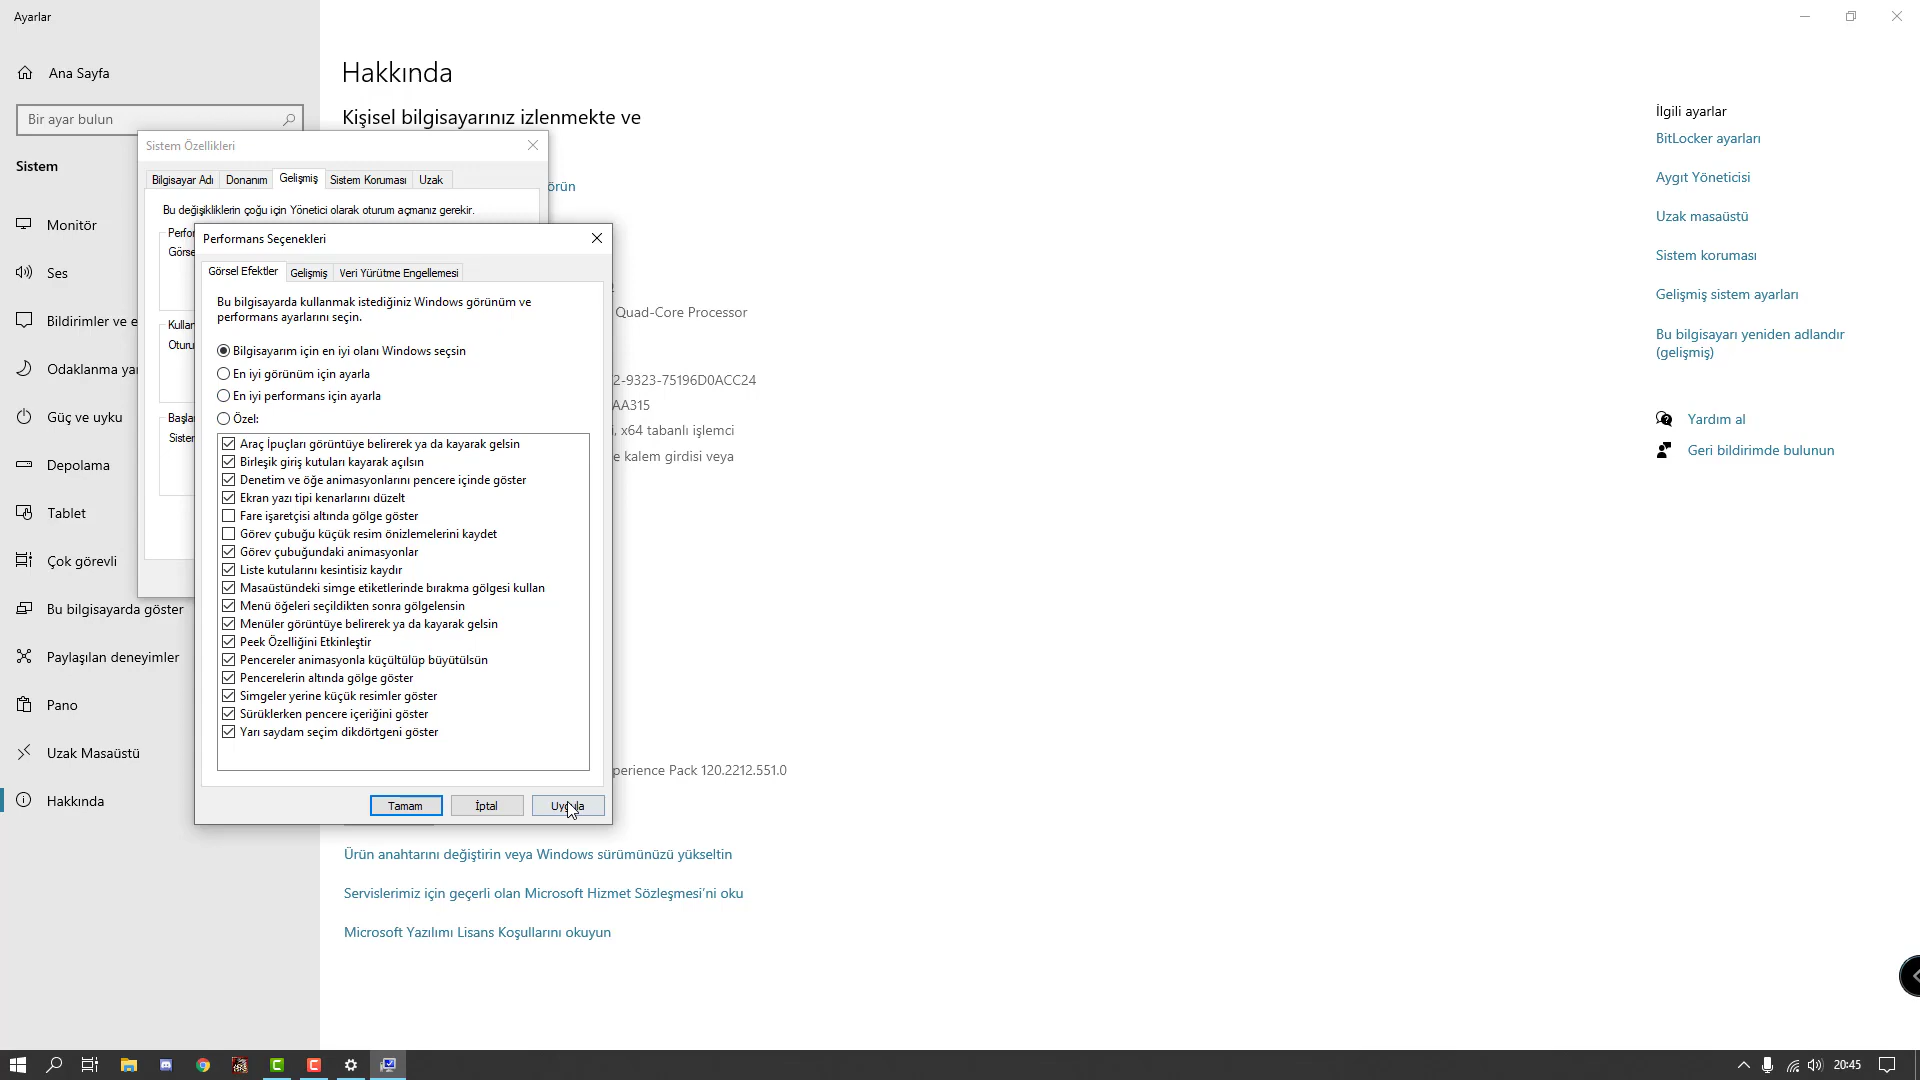 Ayarlar
Ana Sayfa
Bir ayar bulun
Sistem
Monitör
Ses
Bildirimler ve e
Odaklanma ya
Güç ve uyku
Depolama
Tablet
Çok görevli
Bu bilgisayarda göster
Paylaşılan deneyimler
Pano
Uzak Masaüstü
Hakkında
Hakkında
Kişisel bilgisayarınız izlenmekte ve
örün
Quad-Core Processor
2-9323-75196D0ACC24
AA315
i, x64 tabanlı işlemci
e kalem girdisi veya
perience Pack 120.2212.551.0
Ürün anahtarını değiştirin veya Windows sürümünüzü yükseltin
Servislerimiz için geçerli olan Microsoft Hizmet Sözleşmesi'ni oku
Microsoft Yazılımı Lisans Koşullarını okuyun
Sistem Özellikleri
Bilgisayar Adı Donanım Gelişmiş Sistem Koruması Uzak
Bu değişikliklerin çoğu için Yönetici olarak oturum açmanız gerekir.
Perfor
Görse
Kullan
Oturu
Başla
Sister
Performans Seçenekleri
Görsel Efektler Gelişmiş Veri Yürütme Engellemesi
Bu bilgisayarda kullanmak istediğiniz Windows görünüm ve
performans ayarlarını seçin.
Bilgisayarım için en iyi olanı Windows seçsin
En iyi görünüm için ayarla
En iyi performans için ayarla
Özel:
Araç İpuçları görüntüye belirerek ya da kayarak gelsin
Birleşik giriş kutuları kayarak açılsın
Denetim ve öğe animasyonlarını pencere içinde göster
Ekran yazı tipi kenarlarını düzelt
Fare işaretçisi altında gölge göster
Görev çubuğu küçük resim önizlemelerini kaydet
Görev çubuğundaki animasyonlar
Liste kutularını kesintisiz kaydır
Masaüstündeki simge etiketlerinde bırakma gölgesi kullan
Menü öğeleri seçildikten sonra gölgelensin
Menüler görüntüye belirerek ya da kayarak gelsin
Peek Özelliğini Etkinleştir
Pencereler animasyonla küçültülüp büyütülsün
Pencerelerin altında gölge göster
Simgeler yerine küçük resimler göster
Sürüklerken pencere içeriğini göster
Yarı saydam seçim dikdörtgeni göster
Tamam İptal Uygula
İlgili ayarlar
BitLocker ayarları
Aygıt Yöneticisi
Uzak masaüstü
Sistem koruması
Gelişmiş sistem ayarları
Bu bilgisayarı yeniden adlandır
(gelişmiş)
Yardım al
Geri bildirimde bulunun
20:45